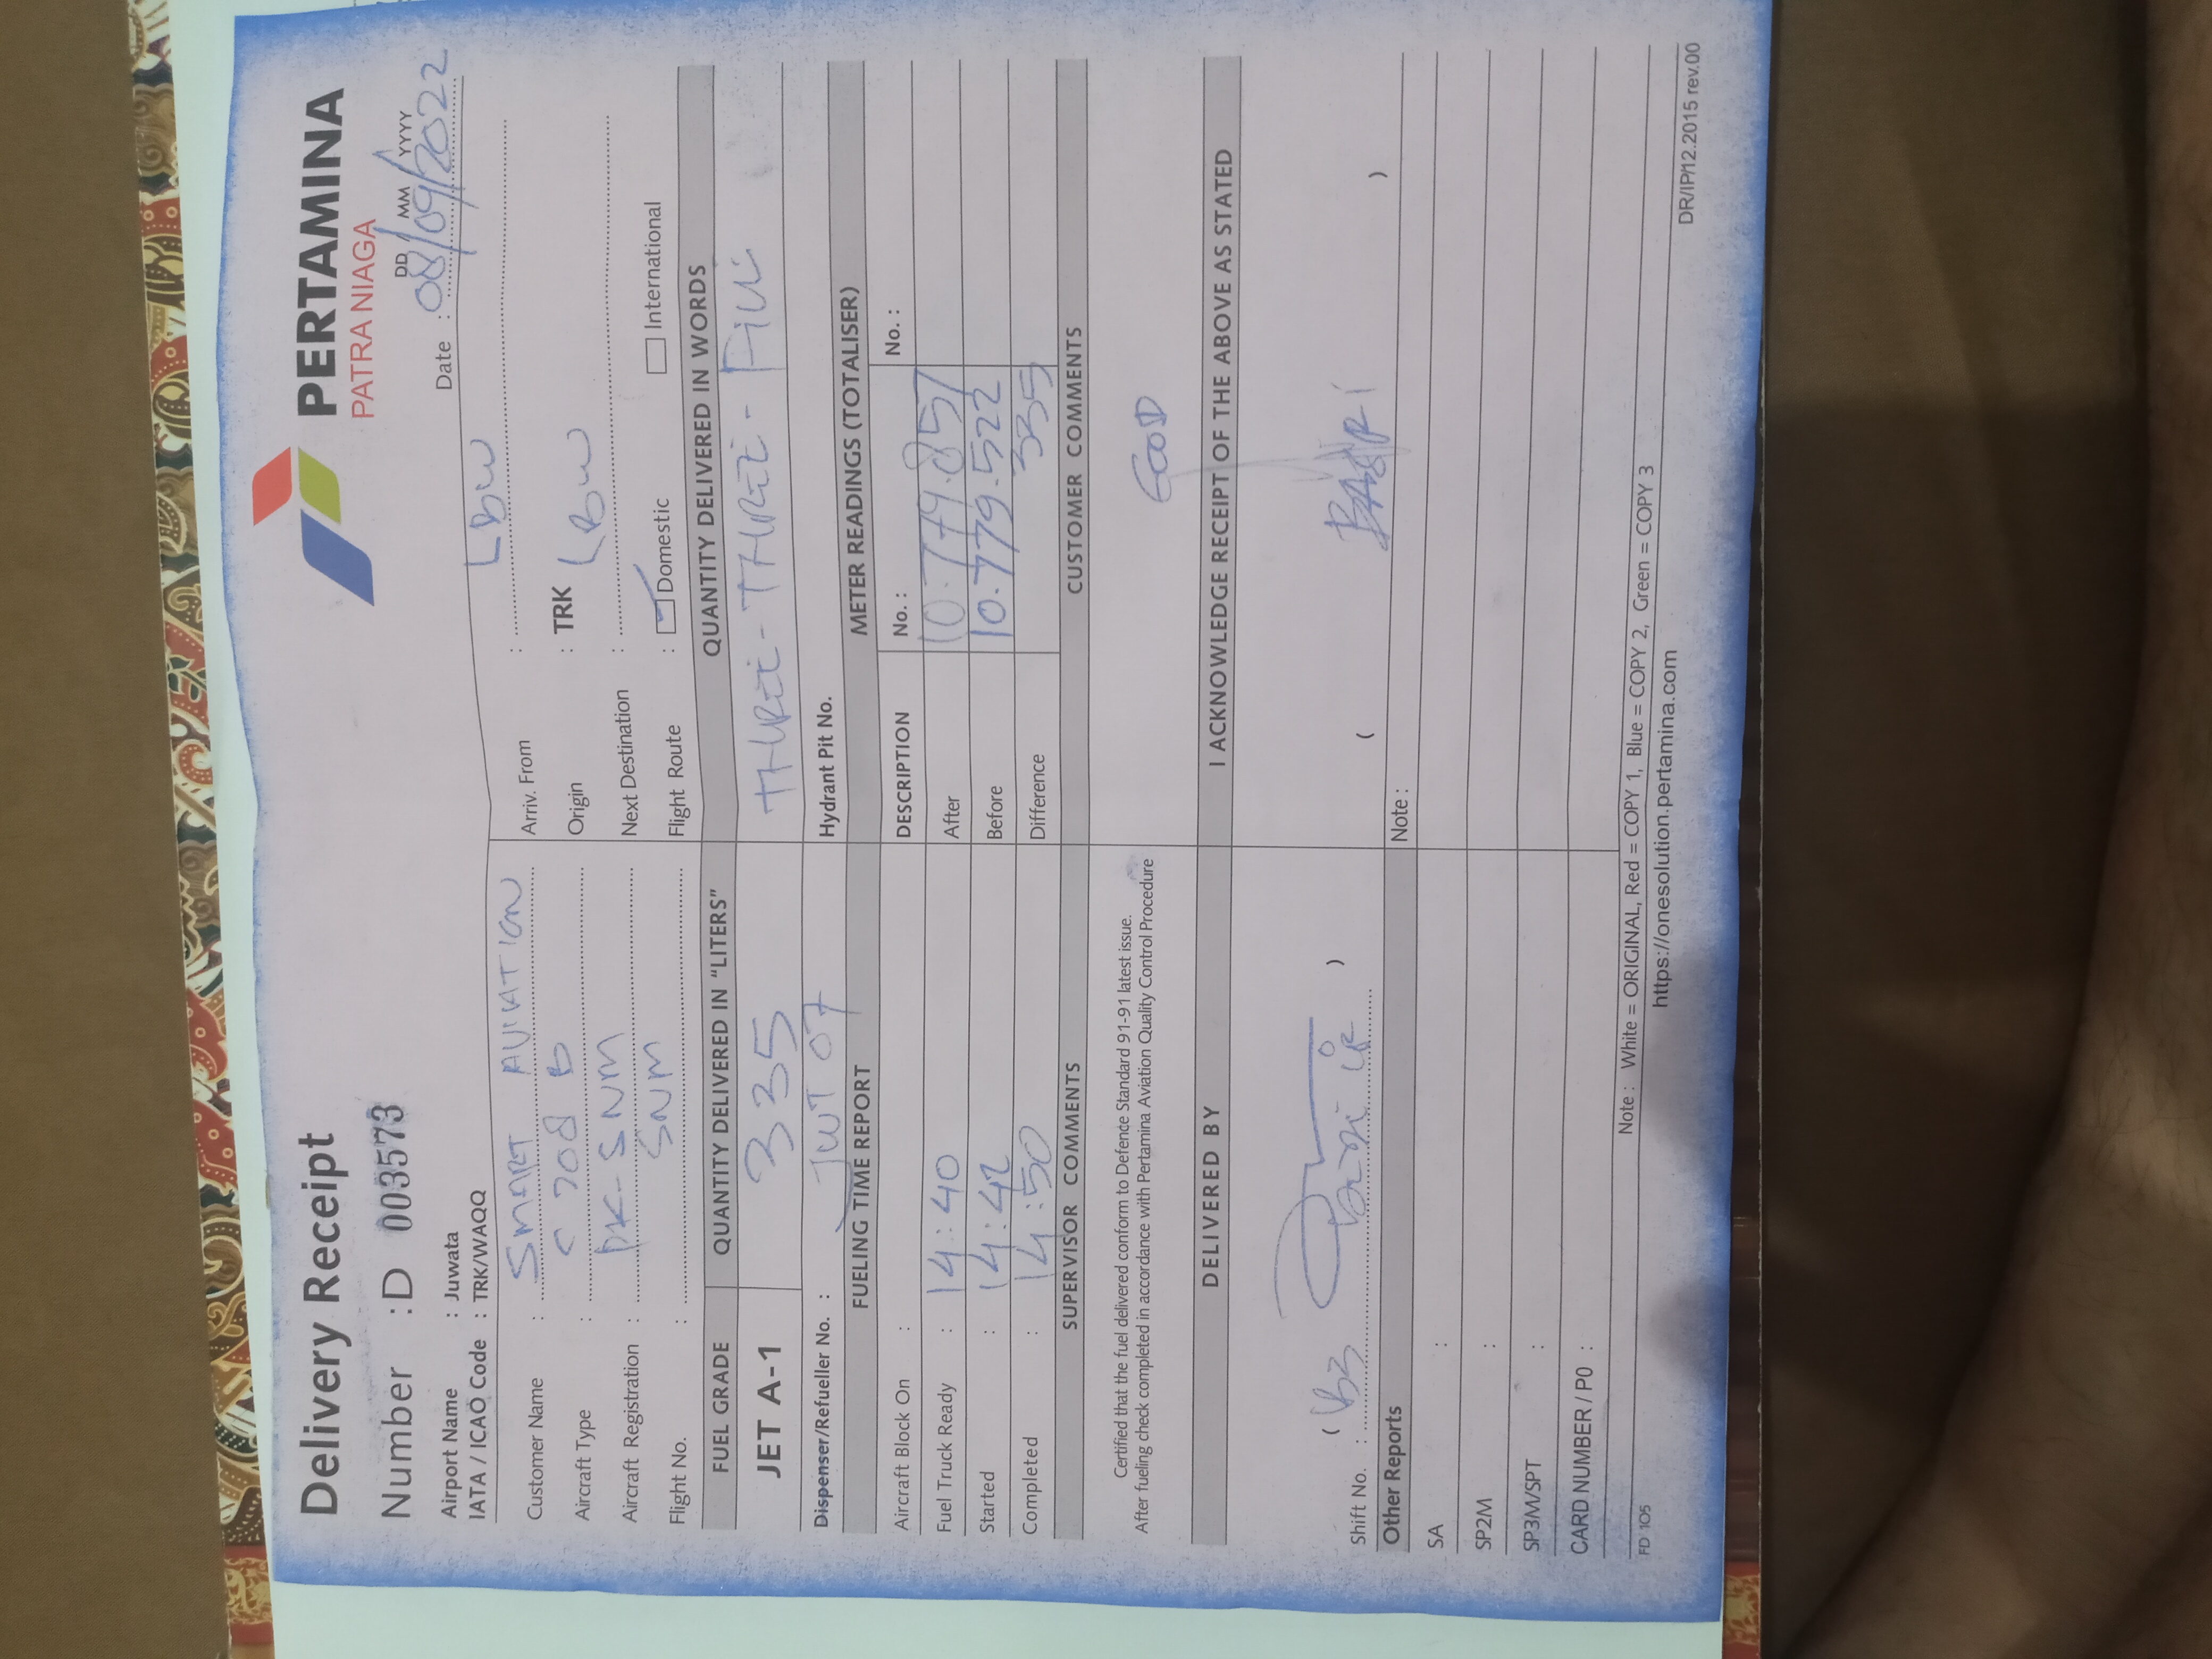 Delivery Receipt
PERTAMINA
PATRA NIAGA
Number : D 003573
DD MM YYYY
Date : 08/09/2022
Airport Name : Juwata
IATA / ICAO Code : TRK/WAQQ
Customer Name : SMART AVIATION
Arriv. From : LBW
Aircraft Type : C 208 B
Origin : TRK
Aircraft Registration : PK-SNM
Next Destination : LBW
Flight No. : SNM
Flight Route : Domestic International
FUEL GRADE QUANTITY DELIVERED IN "LITERS" QUANTITY DELIVERED IN WORDS
JET A-1 335 THREE - THREE - FIVE
Dispenser/Refueller No. : JWT 07 Hydrant Pit No.
FUELING TIME REPORT METER READINGS (TOTALISER)
Aircraft Block On : DESCRIPTION No. : No. :
Fuel Truck Ready : 14:40 After 10.779.857
Started : 14:42 Before 10.779.522
Completed : 14:50 Difference 335
SUPERVISOR COMMENTS CUSTOMER COMMENTS
Certified that the fuel delivered conform to Defence Standard 91-91 latest issue.
After fueling check completed in accordance with Pertamina Aviation Quality Control Procedure
GOOD
DELIVERED BY I ACKNOWLEDGE RECEIPT OF THE ABOVE AS STATED
Shift No. : ( ) ( )
Other Reports Note :
SA :
SP2M :
SP3M/SPT :
CARD NUMBER / P0 :
Note : White = ORIGINAL, Red = COPY 1, Blue = COPY 2, Green = COPY 3
FD 105
https://onesolution.pertamina.com
DR/IP/12.2015 rev.00